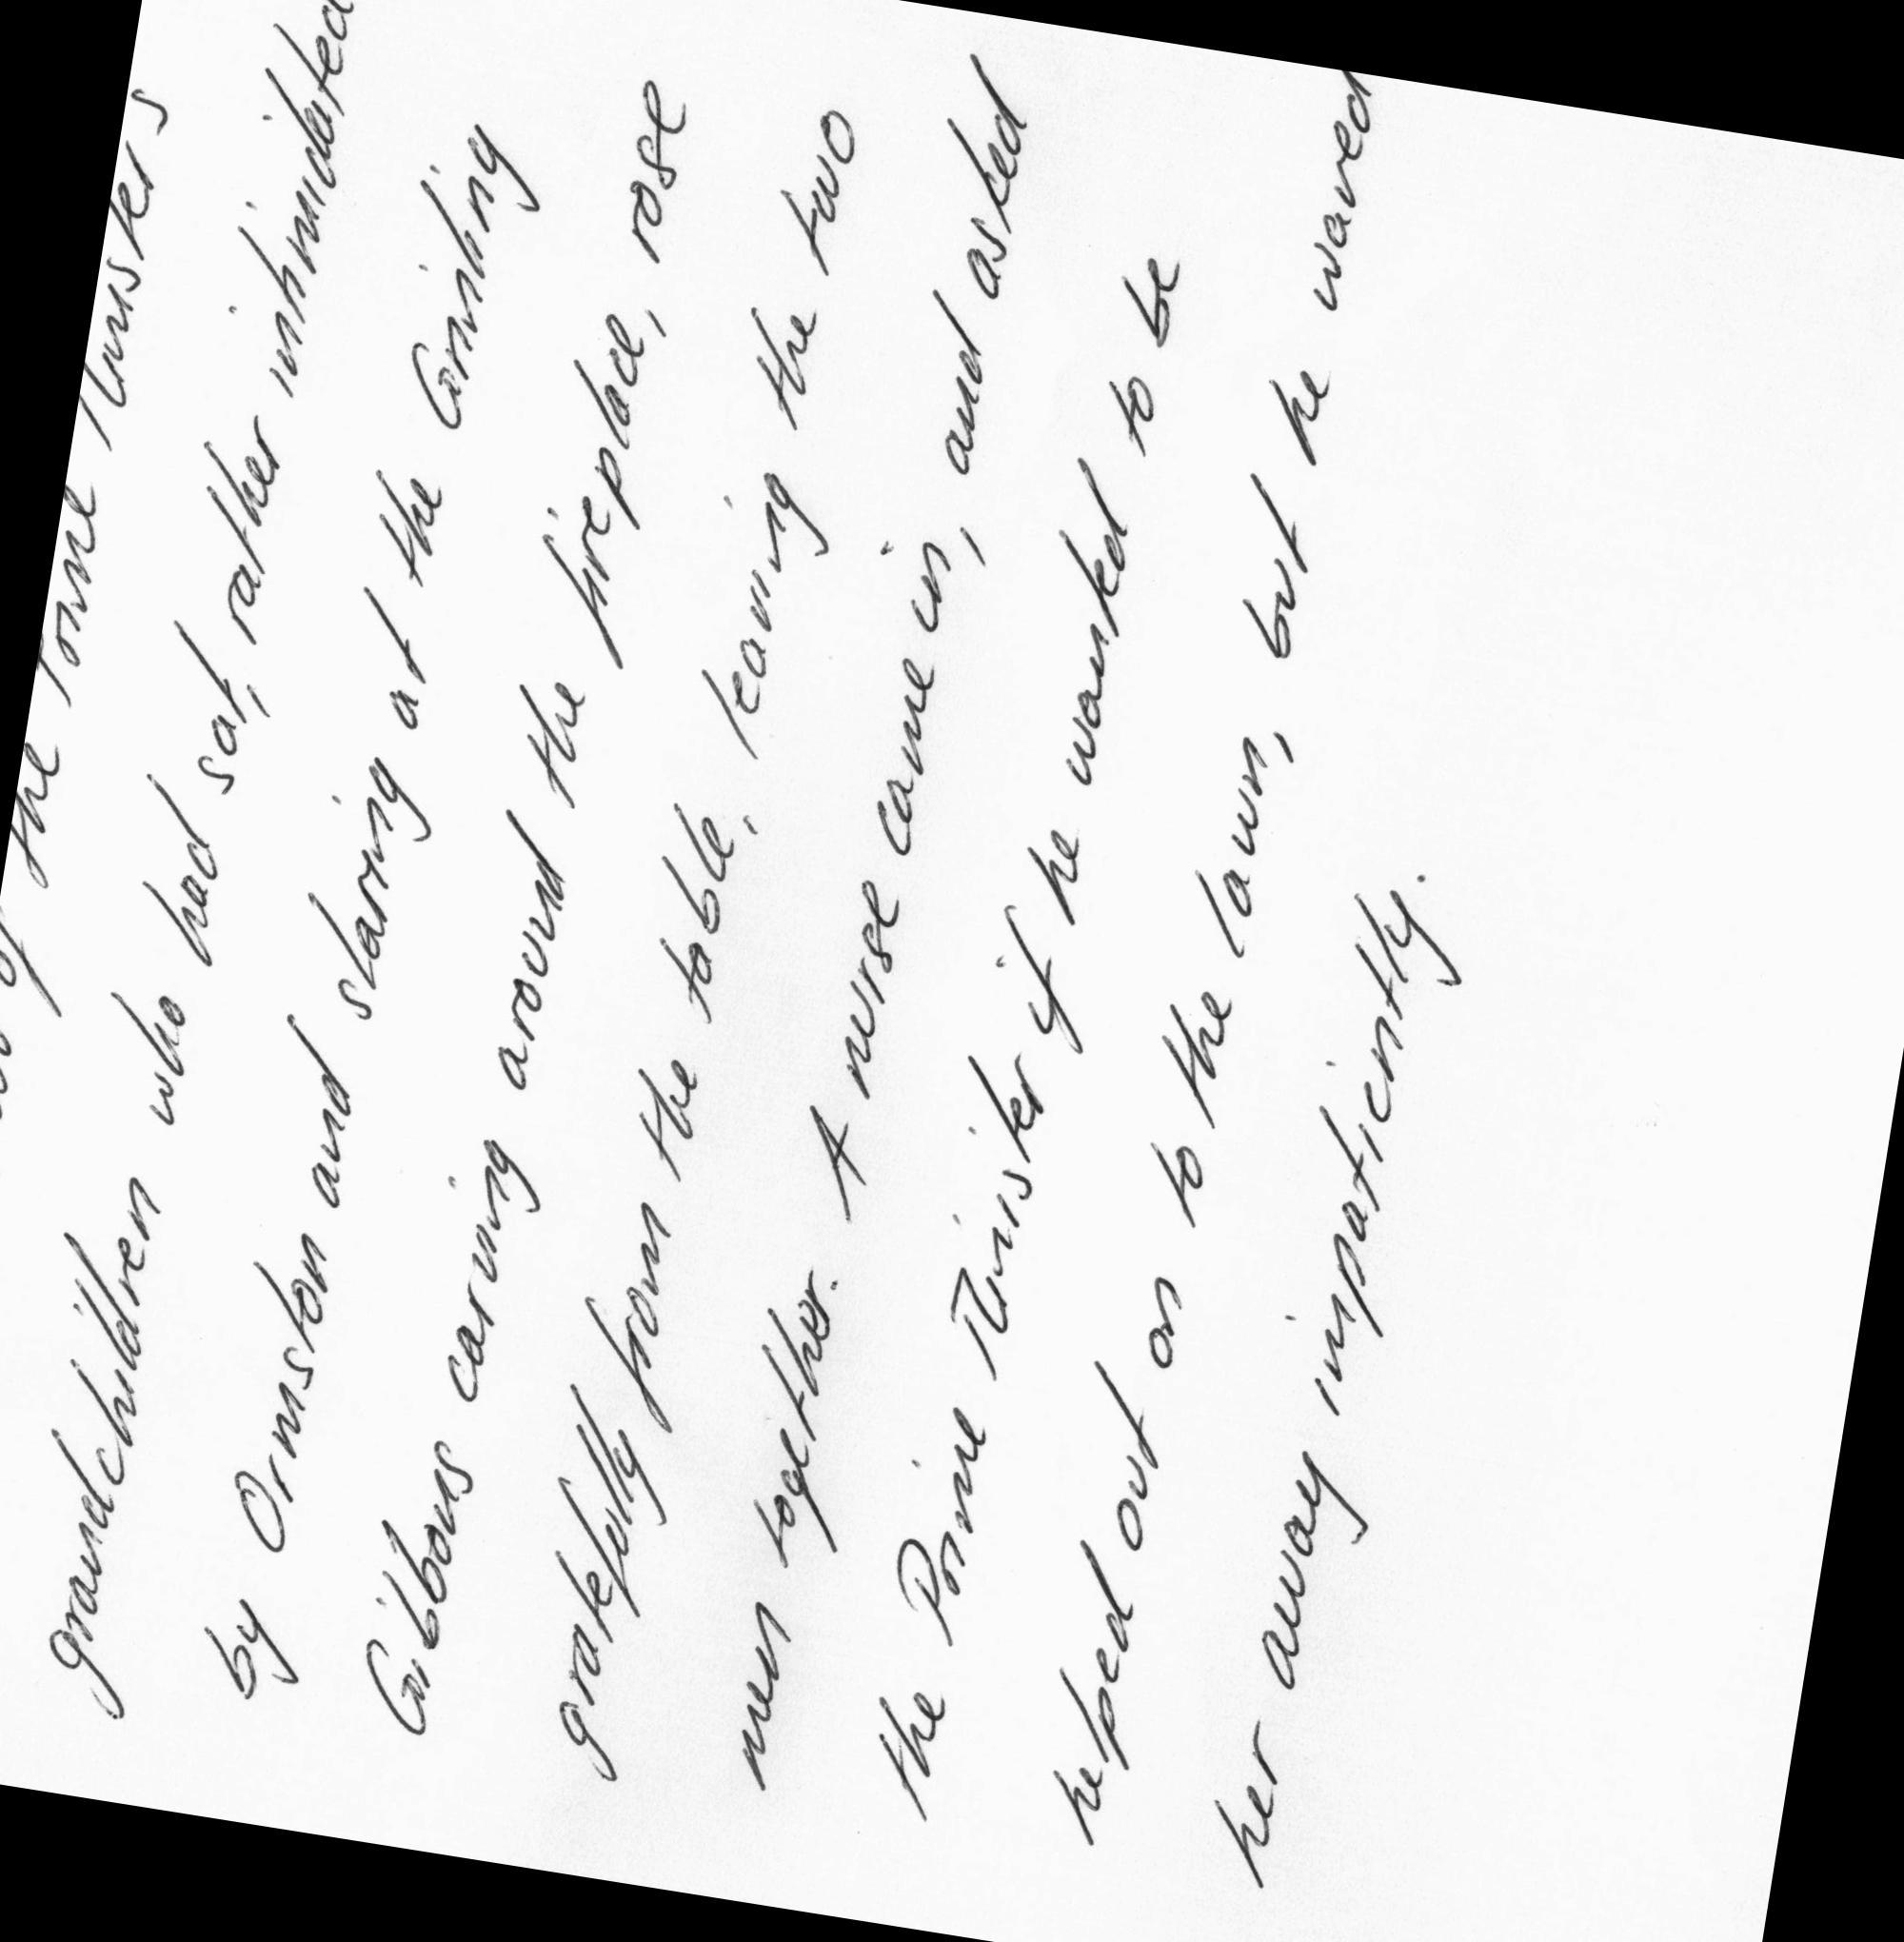 of the Prime Minister's
grandchildren who had sat, rather intimidated
by Ormiston and staring at the Grinling
Gibbons carving around the fireplace, rose
gratefully from the table, leaving the two
men together. A nurse came in, and asked
the Prime Minister if he wanted to be
helped out on to the lawn, but he waved
her away impatiently.